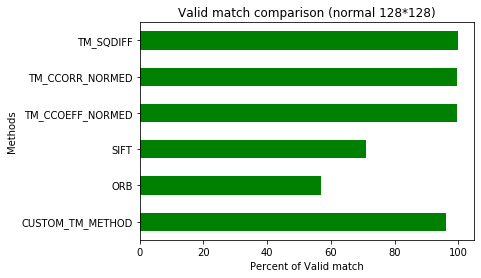 Valid match comparison (normal 128*128)
TM_SQDIFF
TM_CCORR_NORMED
TM_CCOEFF_NORMED
SIFT
ORB
CUSTOM_TM_METHOD
Methods
0 20 40 60 80 100
Percent of Valid match